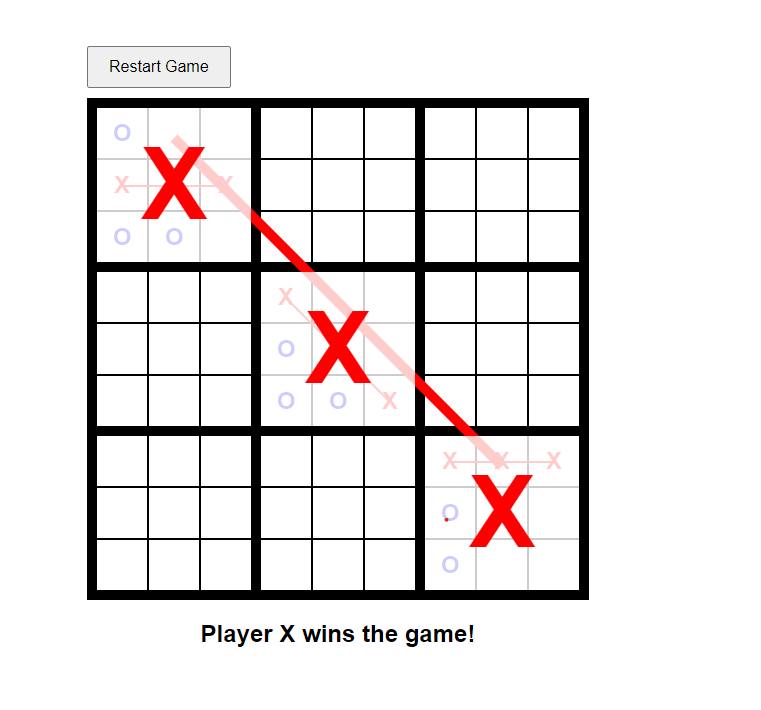 Restart Game
O
X X X
O O
X
O X
O O X
X X X
O X
O
Player X wins the game!